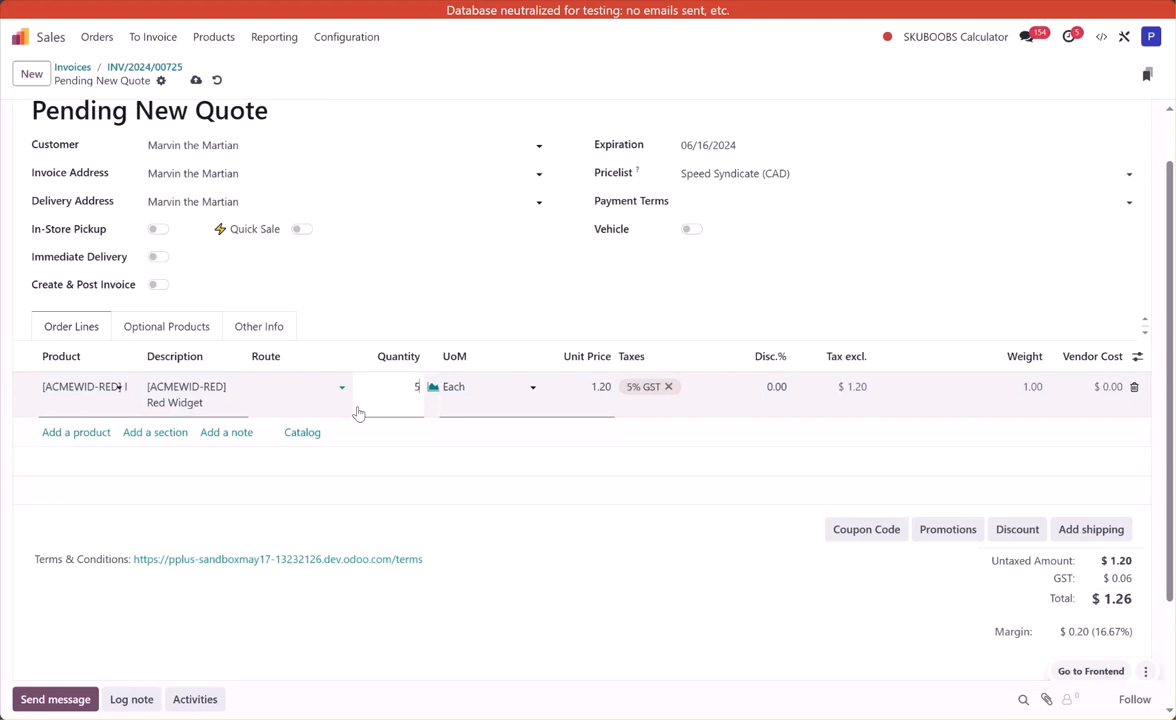 Database neutralized for testing: no emails sent, etc.
Sales Orders To Invoice Products Reporting Configuration SKUBOOBS Calculator 154 5 P
New Invoices / INV/2024/00725
Pending New Quote
Pending New Quote
Customer Marvin the Martian Expiration 06/16/2024
Invoice Address Marvin the Martian Pricelist ? Speed Syndicate (CAD)
Delivery Address Marvin the Martian Payment Terms
In-Store Pickup Quick Sale Vehicle
Immediate Delivery
Create & Post Invoice
Order Lines Optional Products Other Info
Product Description Route Quantity UoM Unit Price Taxes Disc.% Tax excl. Weight Vendor Cost
[ACMEWID-RED] [ACMEWID-RED] 5 Each 1.20 5% GST 0.00 $ 1.20 1.00 $ 0.00
Red Widget
Add a product Add a section Add a note Catalog
Coupon Code Promotions Discount Add shipping
Terms & Conditions: https://pplus-sandboxmay17-13232126.dev.odoo.com/terms
Untaxed Amount: $ 1.20
GST: $ 0.06
Total: $ 1.26
Margin: $ 0.20 (16.67%)
Go to Frontend
Send message Log note Activities 0 Follow